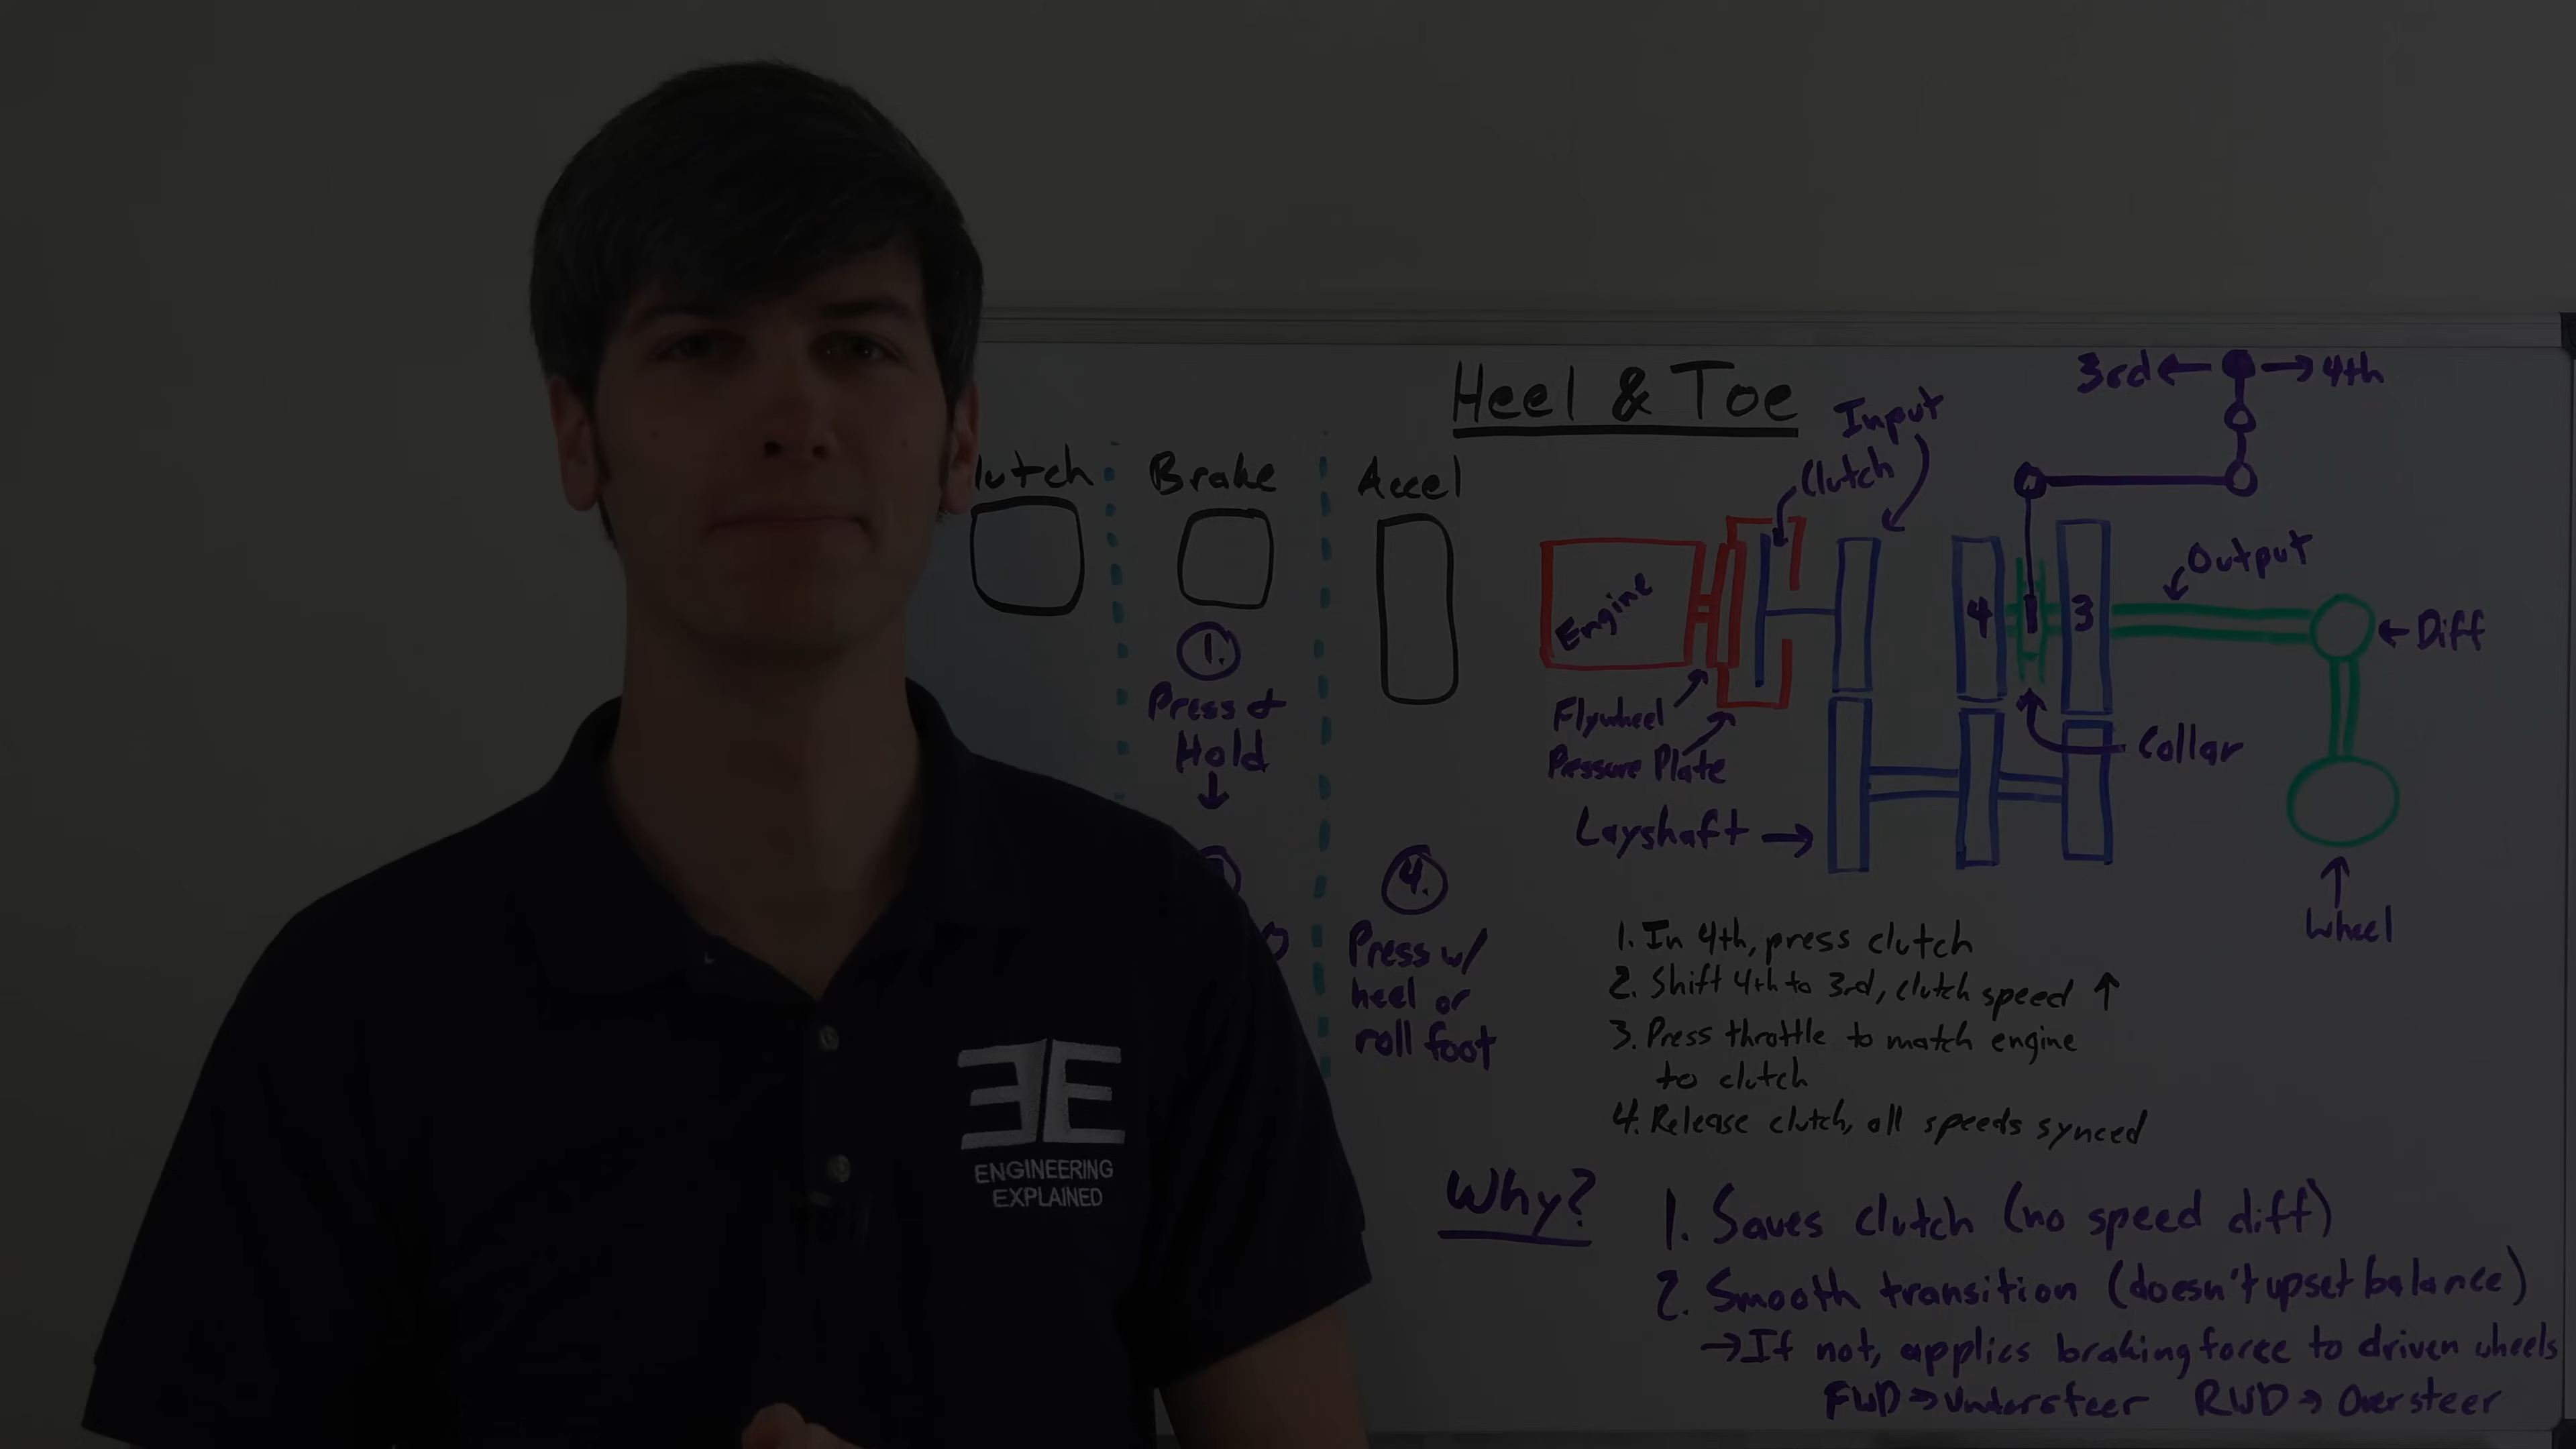 Heel & Toe
3rd ← → 4th
Input
Clutch
lutch
Brake
Accel
Engine
4
3
Output
← Diff
1.
Press &
Hold
Flywheel
Pressure Plate
Collar
Layshaft →
Wheel
4.
Press w/
heel or
roll foot
1. In 4th, press clutch
2. Shift 4th to 3rd, clutch speed ↑
3. Press throttle to match engine
to clutch
4. Release clutch, all speeds synced
Why?
1. Saves clutch (no speed diff)
2. Smooth transition (doesn't upset balance)
→ If not, applies braking force to driven wheels
FWD → Understeer RWD → Oversteer
ENGINEERING
EXPLAINED